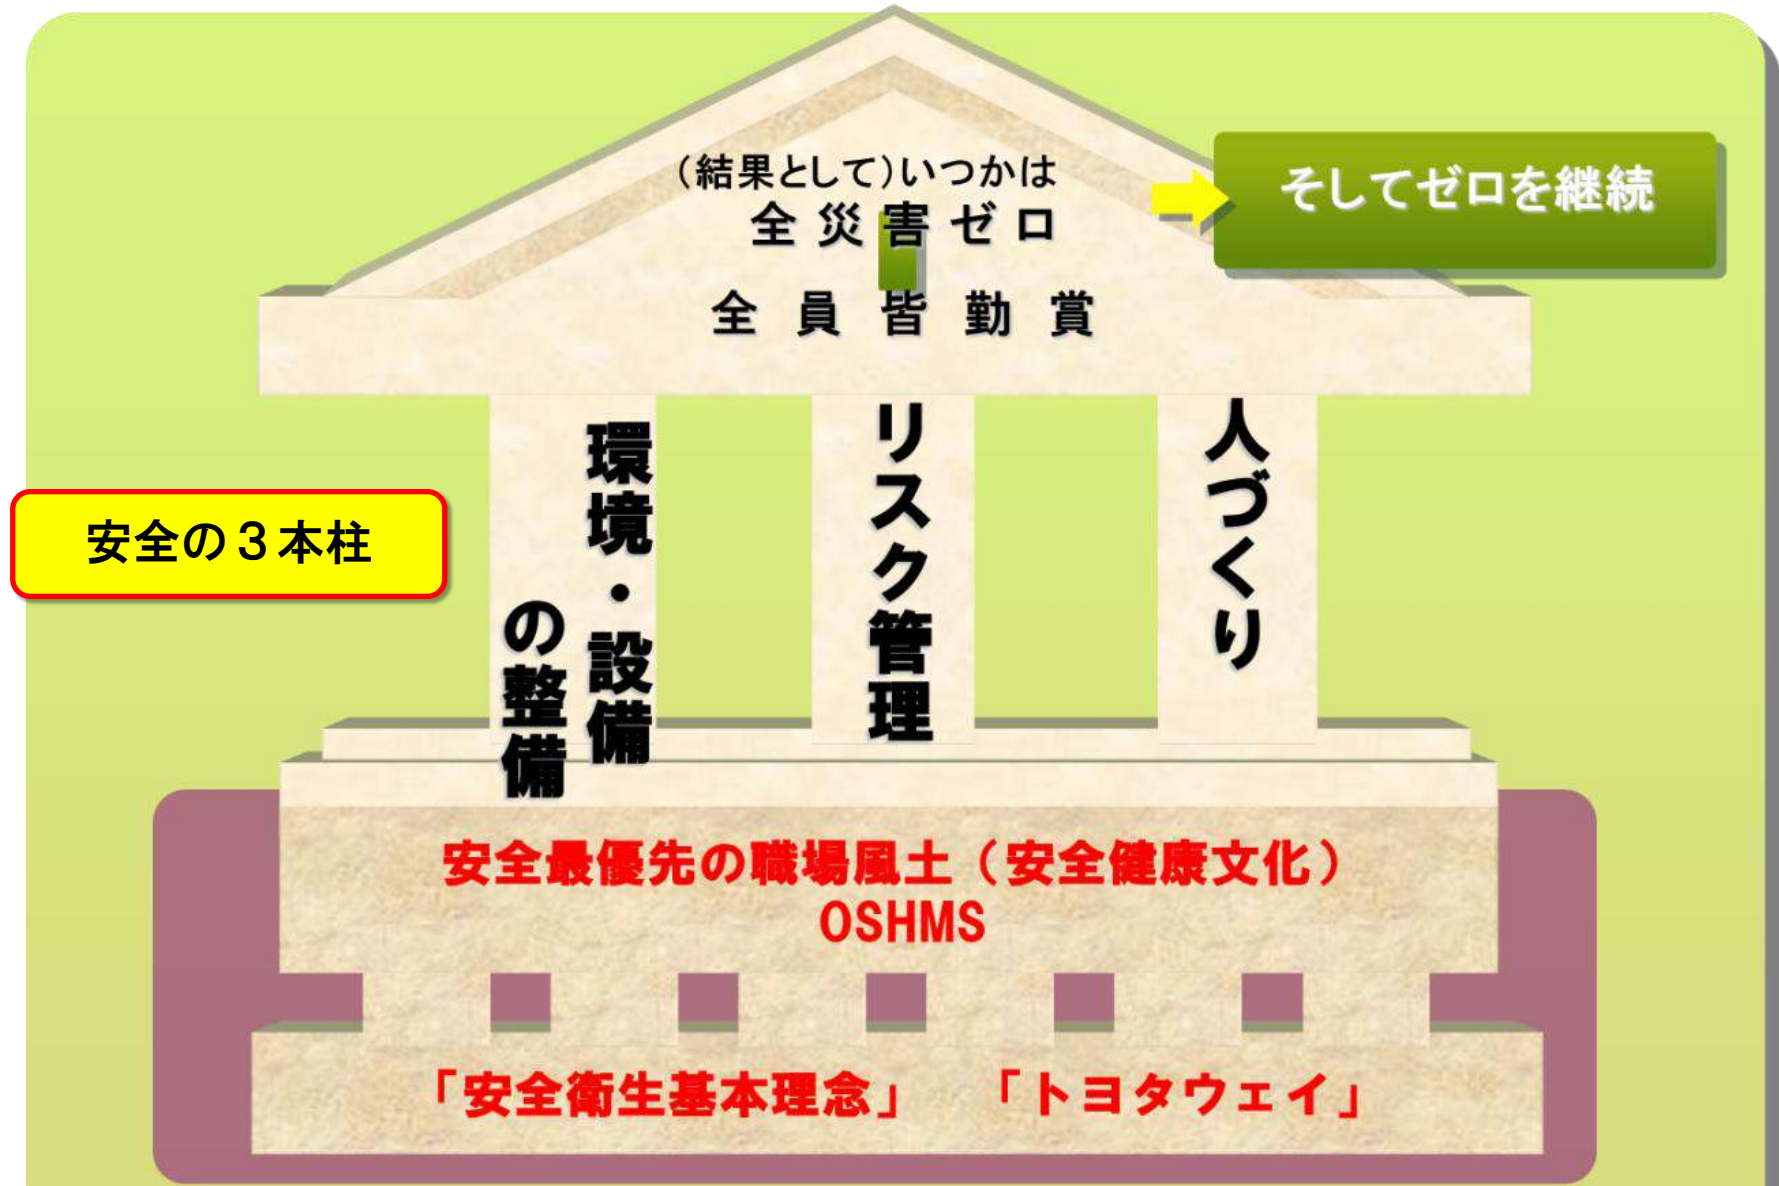 （結果として）いつかは
全災害ゼロ
そしてゼロを継続
全員皆勤賞
安全の３本柱
環境・設備
の整備
リスク管理
人づくり
安全最優先の職場風土（安全健康文化）
OSHMS
「安全衛生基本理念」　「トヨタウェイ」